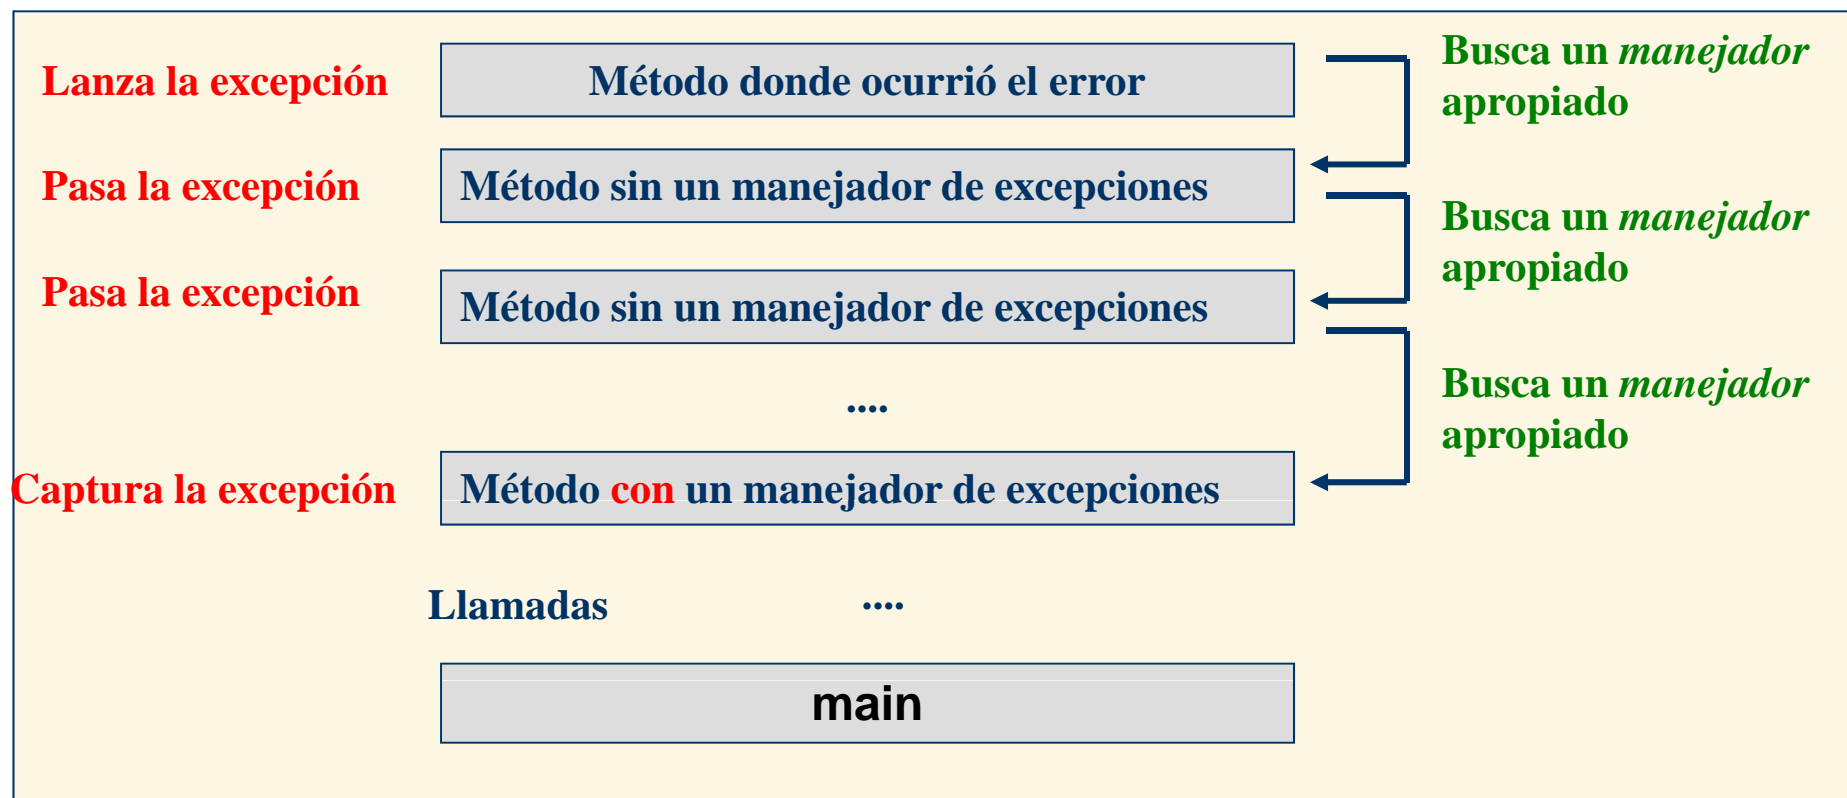 Lanza la excepción
Método donde ocurrió el error
Busca un manejador
apropiado
Pasa la excepción
Método sin un manejador de excepciones
Busca un manejador
apropiado
Pasa la excepción
Método sin un manejador de excepciones
....
Busca un manejador
apropiado
Captura la excepción
Método con un manejador de excepciones
Llamadas
....
main